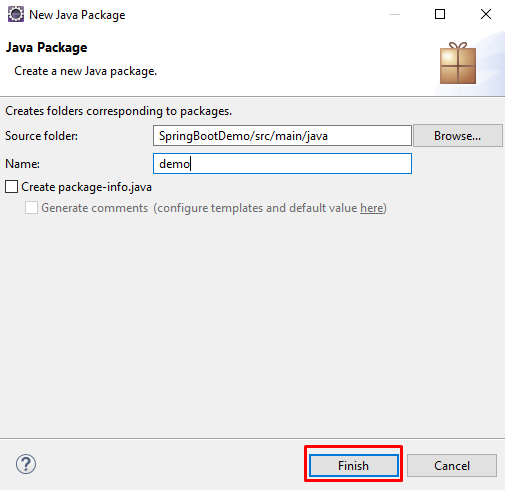 New Java Package
Java Package
Create a new Java package.
Creates folders corresponding to packages.
Source folder: SpringBootDemo/src/main/java Browse...
Name: demo
Create package-info.java
Generate comments (configure templates and default value here)
? Finish Cancel